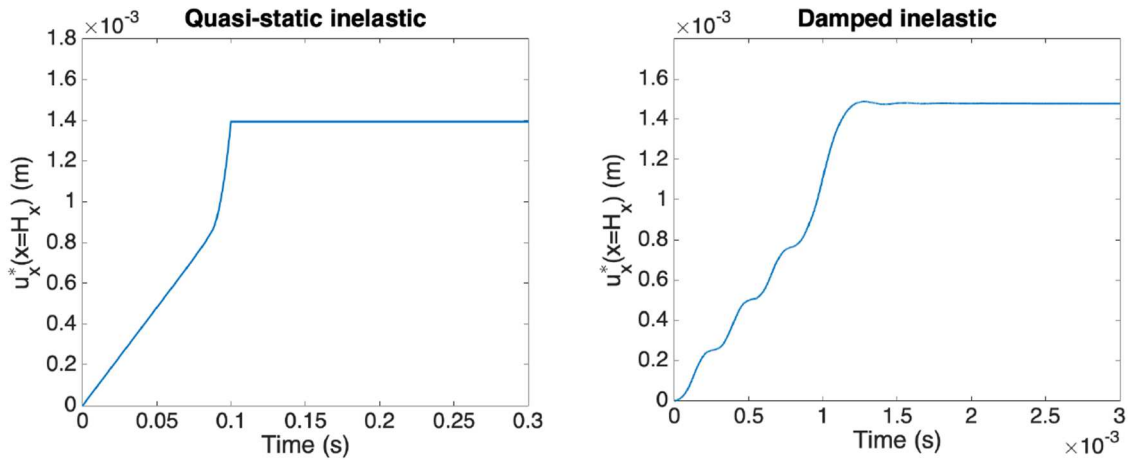 Quasi-static inelastic
×10⁻³
1.8
1.6
1.4
1.2
1
0.8
0.6
0.4
0.2
0
u*ₓ(x=Hₓ) (m)
0 0.05 0.1 0.15 0.2 0.25 0.3
Time (s)
Damped inelastic
×10⁻³
1.6
1.4
1.2
1
0.8
0.6
0.4
0.2
0
u*ₓ(x=Hₓ) (m)
0 0.5 1 1.5 2 2.5 3
Time (s)
×10⁻³